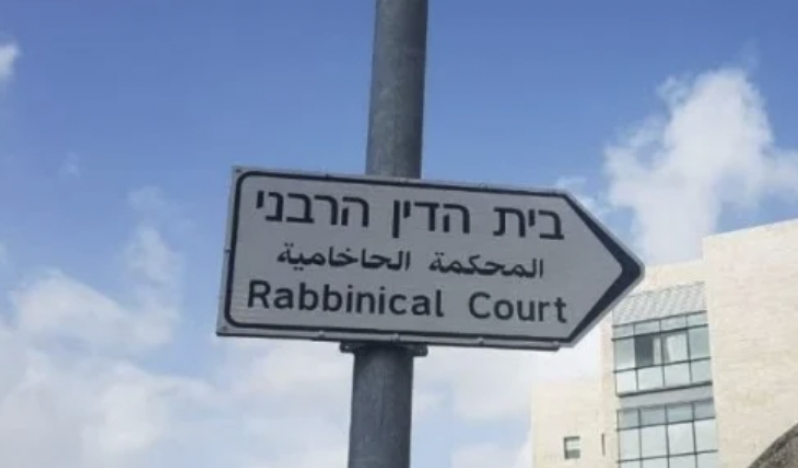 בית הדין הרבני
المحكمة الحاخامية
Rabbinical Court